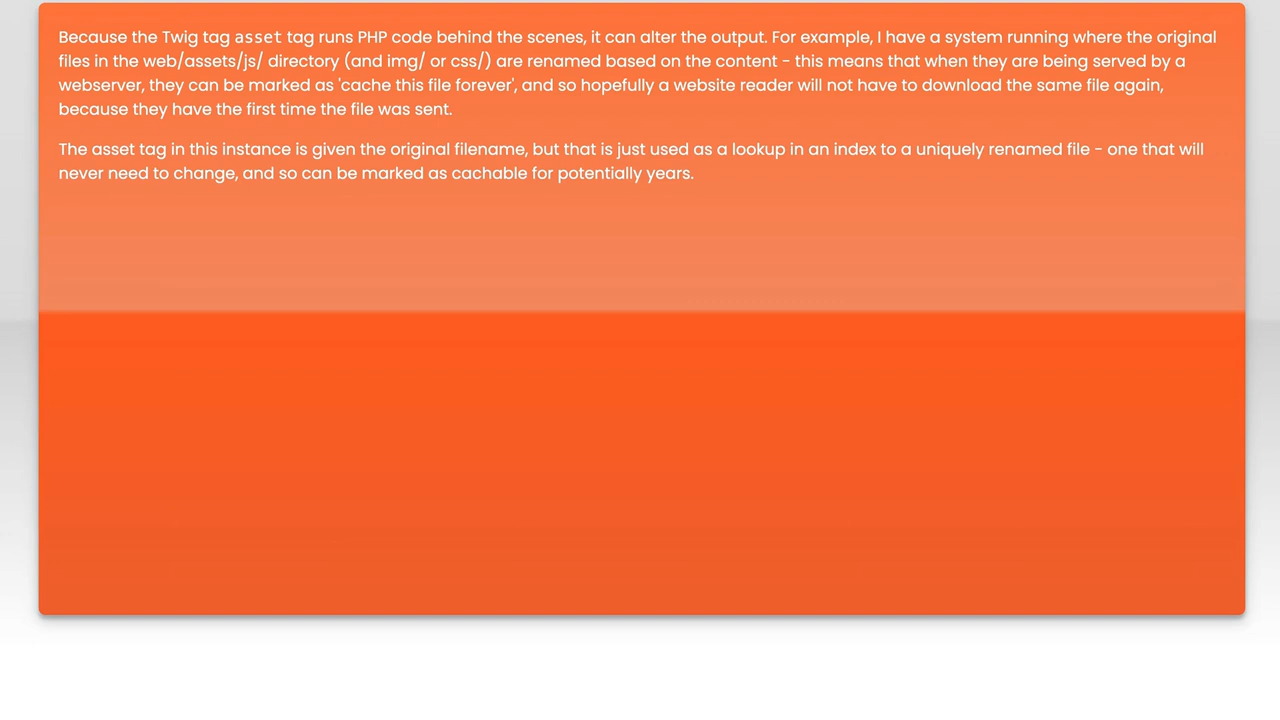 Because the Twig tag asset tag runs PHP code behind the scenes, it can alter the output. For example, I have a system running where the original
files in the web/assets/js/ directory (and img/ or css/) are renamed based on the content - this means that when they are being served by a
webserver, they can be marked as 'cache this file forever', and so hopefully a website reader will not have to download the same file again,
because they have the first time the file was sent.
The asset tag in this instance is given the original filename, but that is just used as a lookup in an index to a uniquely renamed file - one that will
never need to change, and so can be marked as cachable for potentially years.